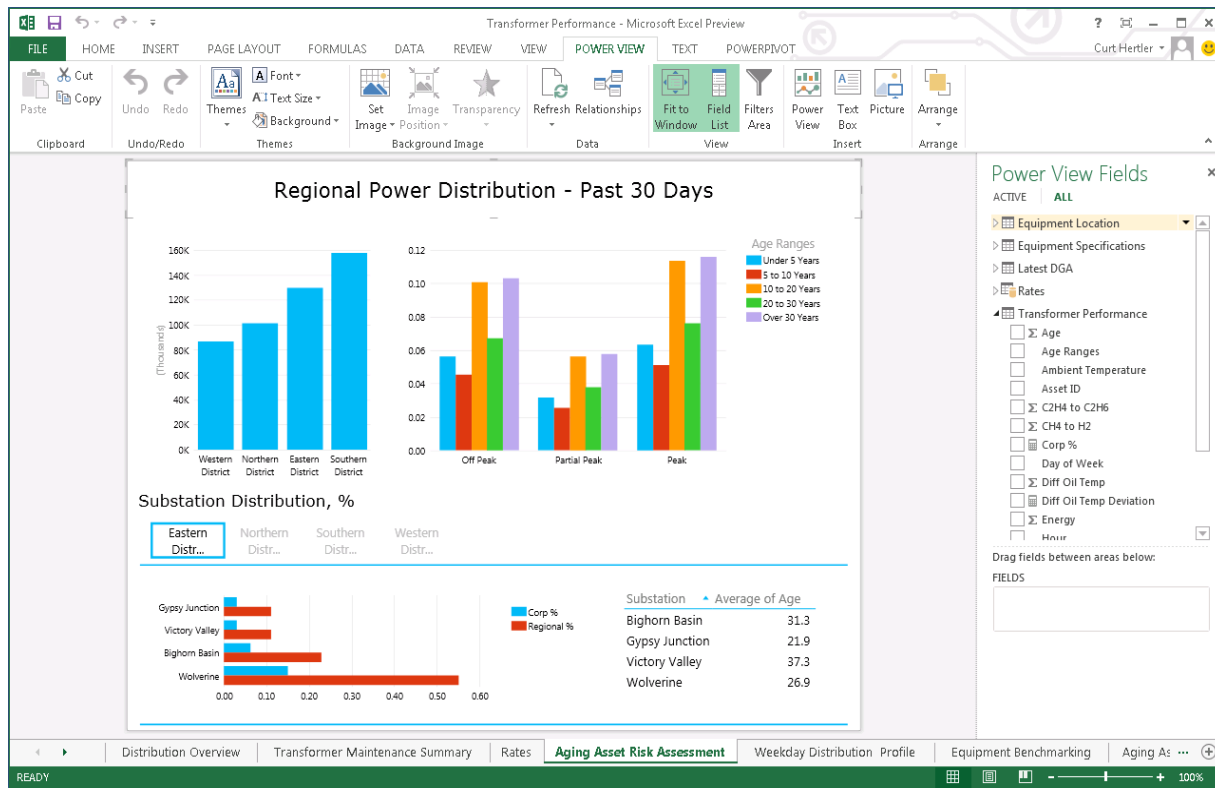 Transformer Performance - Microsoft Excel Preview
?
FILE HOME INSERT PAGE LAYOUT FORMULAS DATA REVIEW VIEW POWER VIEW TEXT POWERPIVOT
Curt Hertler
Paste
Cut
Copy
Clipboard
Undo Redo
Undo/Redo
Themes
Font
Text Size
Background
Themes
Set Image
Image Position
Transparency
Background Image
Refresh Relationships
Data
Fit to Window
Field List
Filters Area
View
Power View
Text Box
Picture
Insert
Arrange
Arrange
Regional Power Distribution - Past 30 Days
(Thousands)
160K
140K
120K
100K
80K
60K
40K
20K
0K
Western District
Northern District
Eastern District
Southern District
0.12
0.10
0.08
0.06
0.04
0.02
0.00
Off Peak Partial Peak Peak
Age Ranges
Under 5 Years
5 to 10 Years
10 to 20 Years
20 to 30 Years
Over 30 Years
Substation Distribution, %
Eastern Distr...
Northern Distr...
Southern Distr...
Western Distr...
Gypsy Junction
Victory Valley
Bighorn Basin
Wolverine
0.00 0.10 0.20 0.30 0.40 0.50 0.60
Corp %
Regional %
Substation Average of Age
Bighorn Basin 31.3
Gypsy Junction 21.9
Victory Valley 37.3
Wolverine 26.9
Power View Fields
ACTIVE ALL
Equipment Location
Equipment Specifications
Latest DGA
Rates
Transformer Performance
Σ Age
Age Ranges
Ambient Temperature
Asset ID
Σ C2H4 to C2H6
Σ CH4 to H2
Corp %
Day of Week
Σ Diff Oil Temp
Diff Oil Temp Deviation
Σ Energy
Hour
Drag fields between areas below:
FIELDS
Distribution Overview Transformer Maintenance Summary Rates Aging Asset Risk Assessment Weekday Distribution Profile Equipment Benchmarking Aging As ...
READY
100%